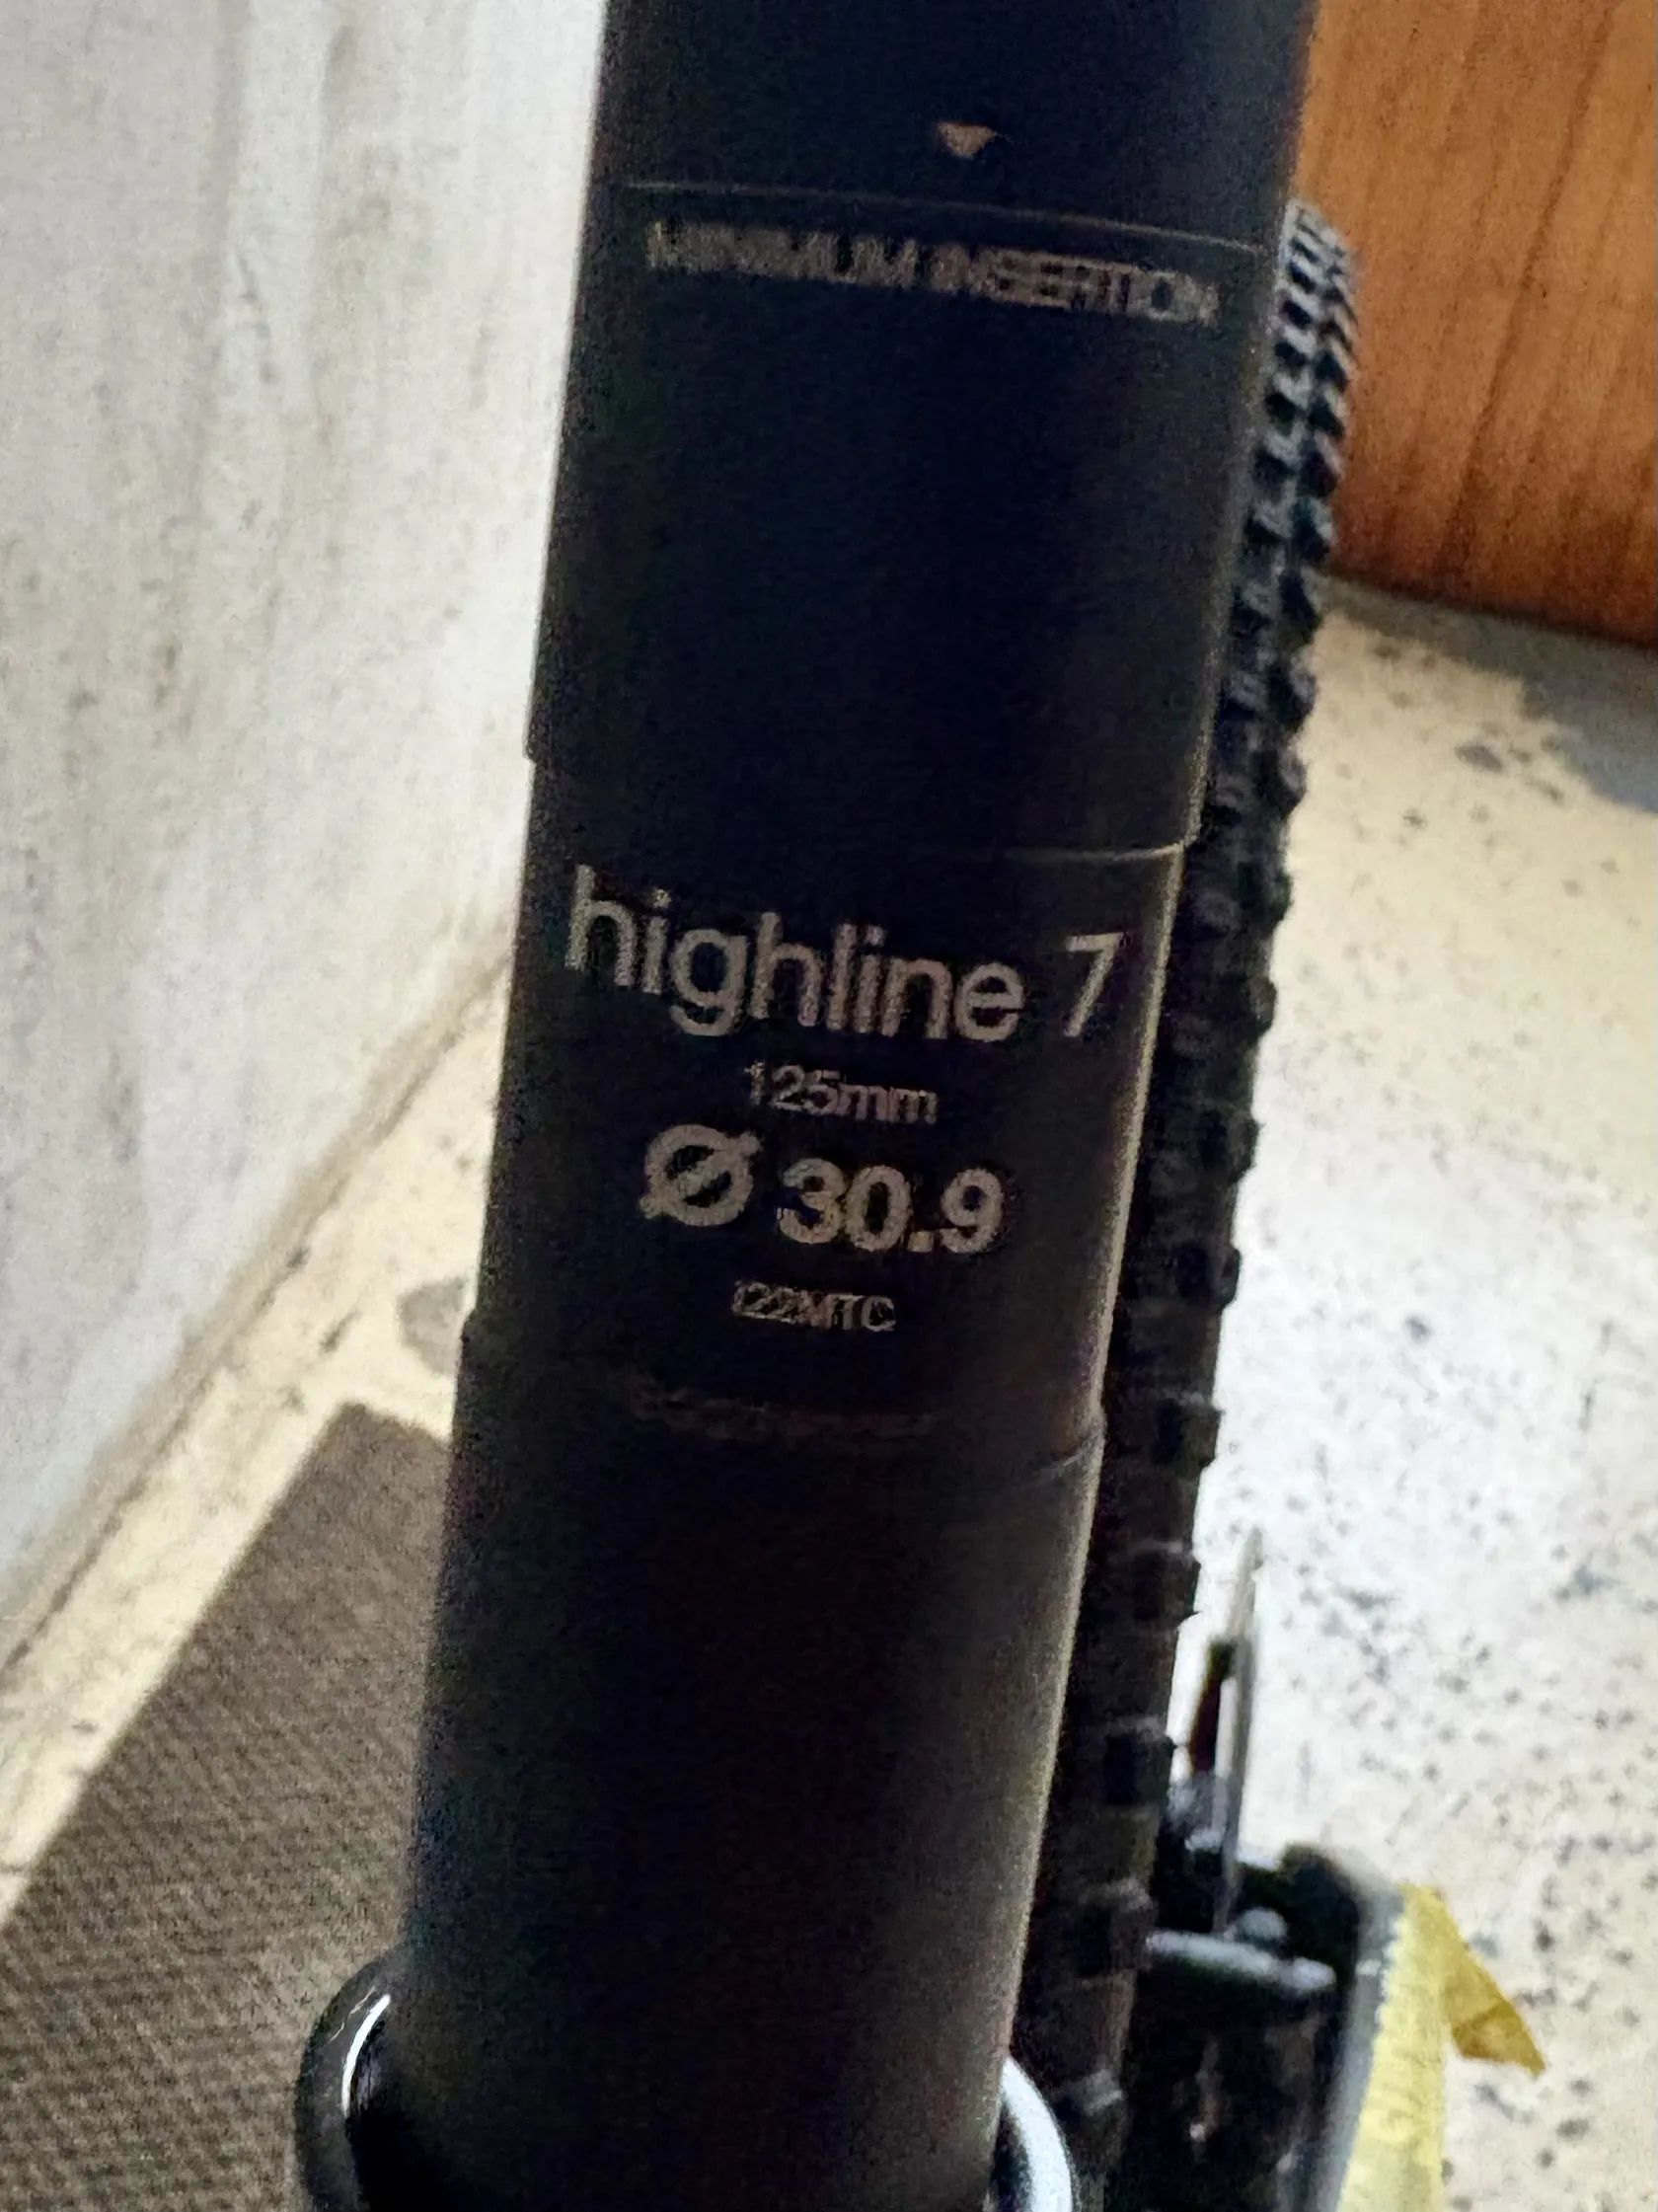 MINIMUM INSERTION
highline 7
125mm
Ø 30.9